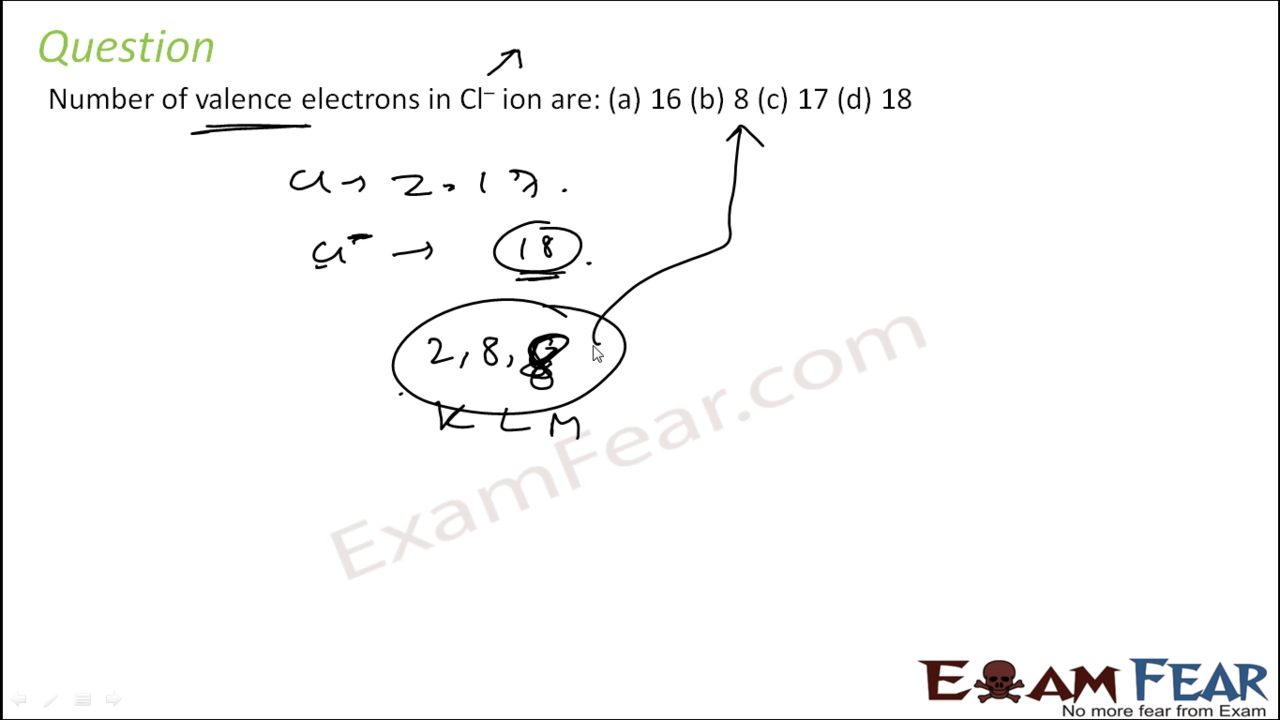 Question
Number of valence electrons in Cl⁻ ion are: (a) 16 (b) 8 (c) 17 (d) 18
Cl → Z = 17.
Cl⁻ → 18.
2, 8, 8
K L M
ExamFear.com
EXAM FEAR
No more fear from Exam